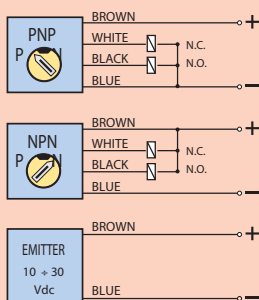 BROWN +
PNP WHITE N.C.
P N BLACK N.O.
BLUE −
BROWN +
NPN WHITE N.C.
P N BLACK N.O.
BLUE −
BROWN +
EMITTER
10 ÷ 30
Vdc BLUE −